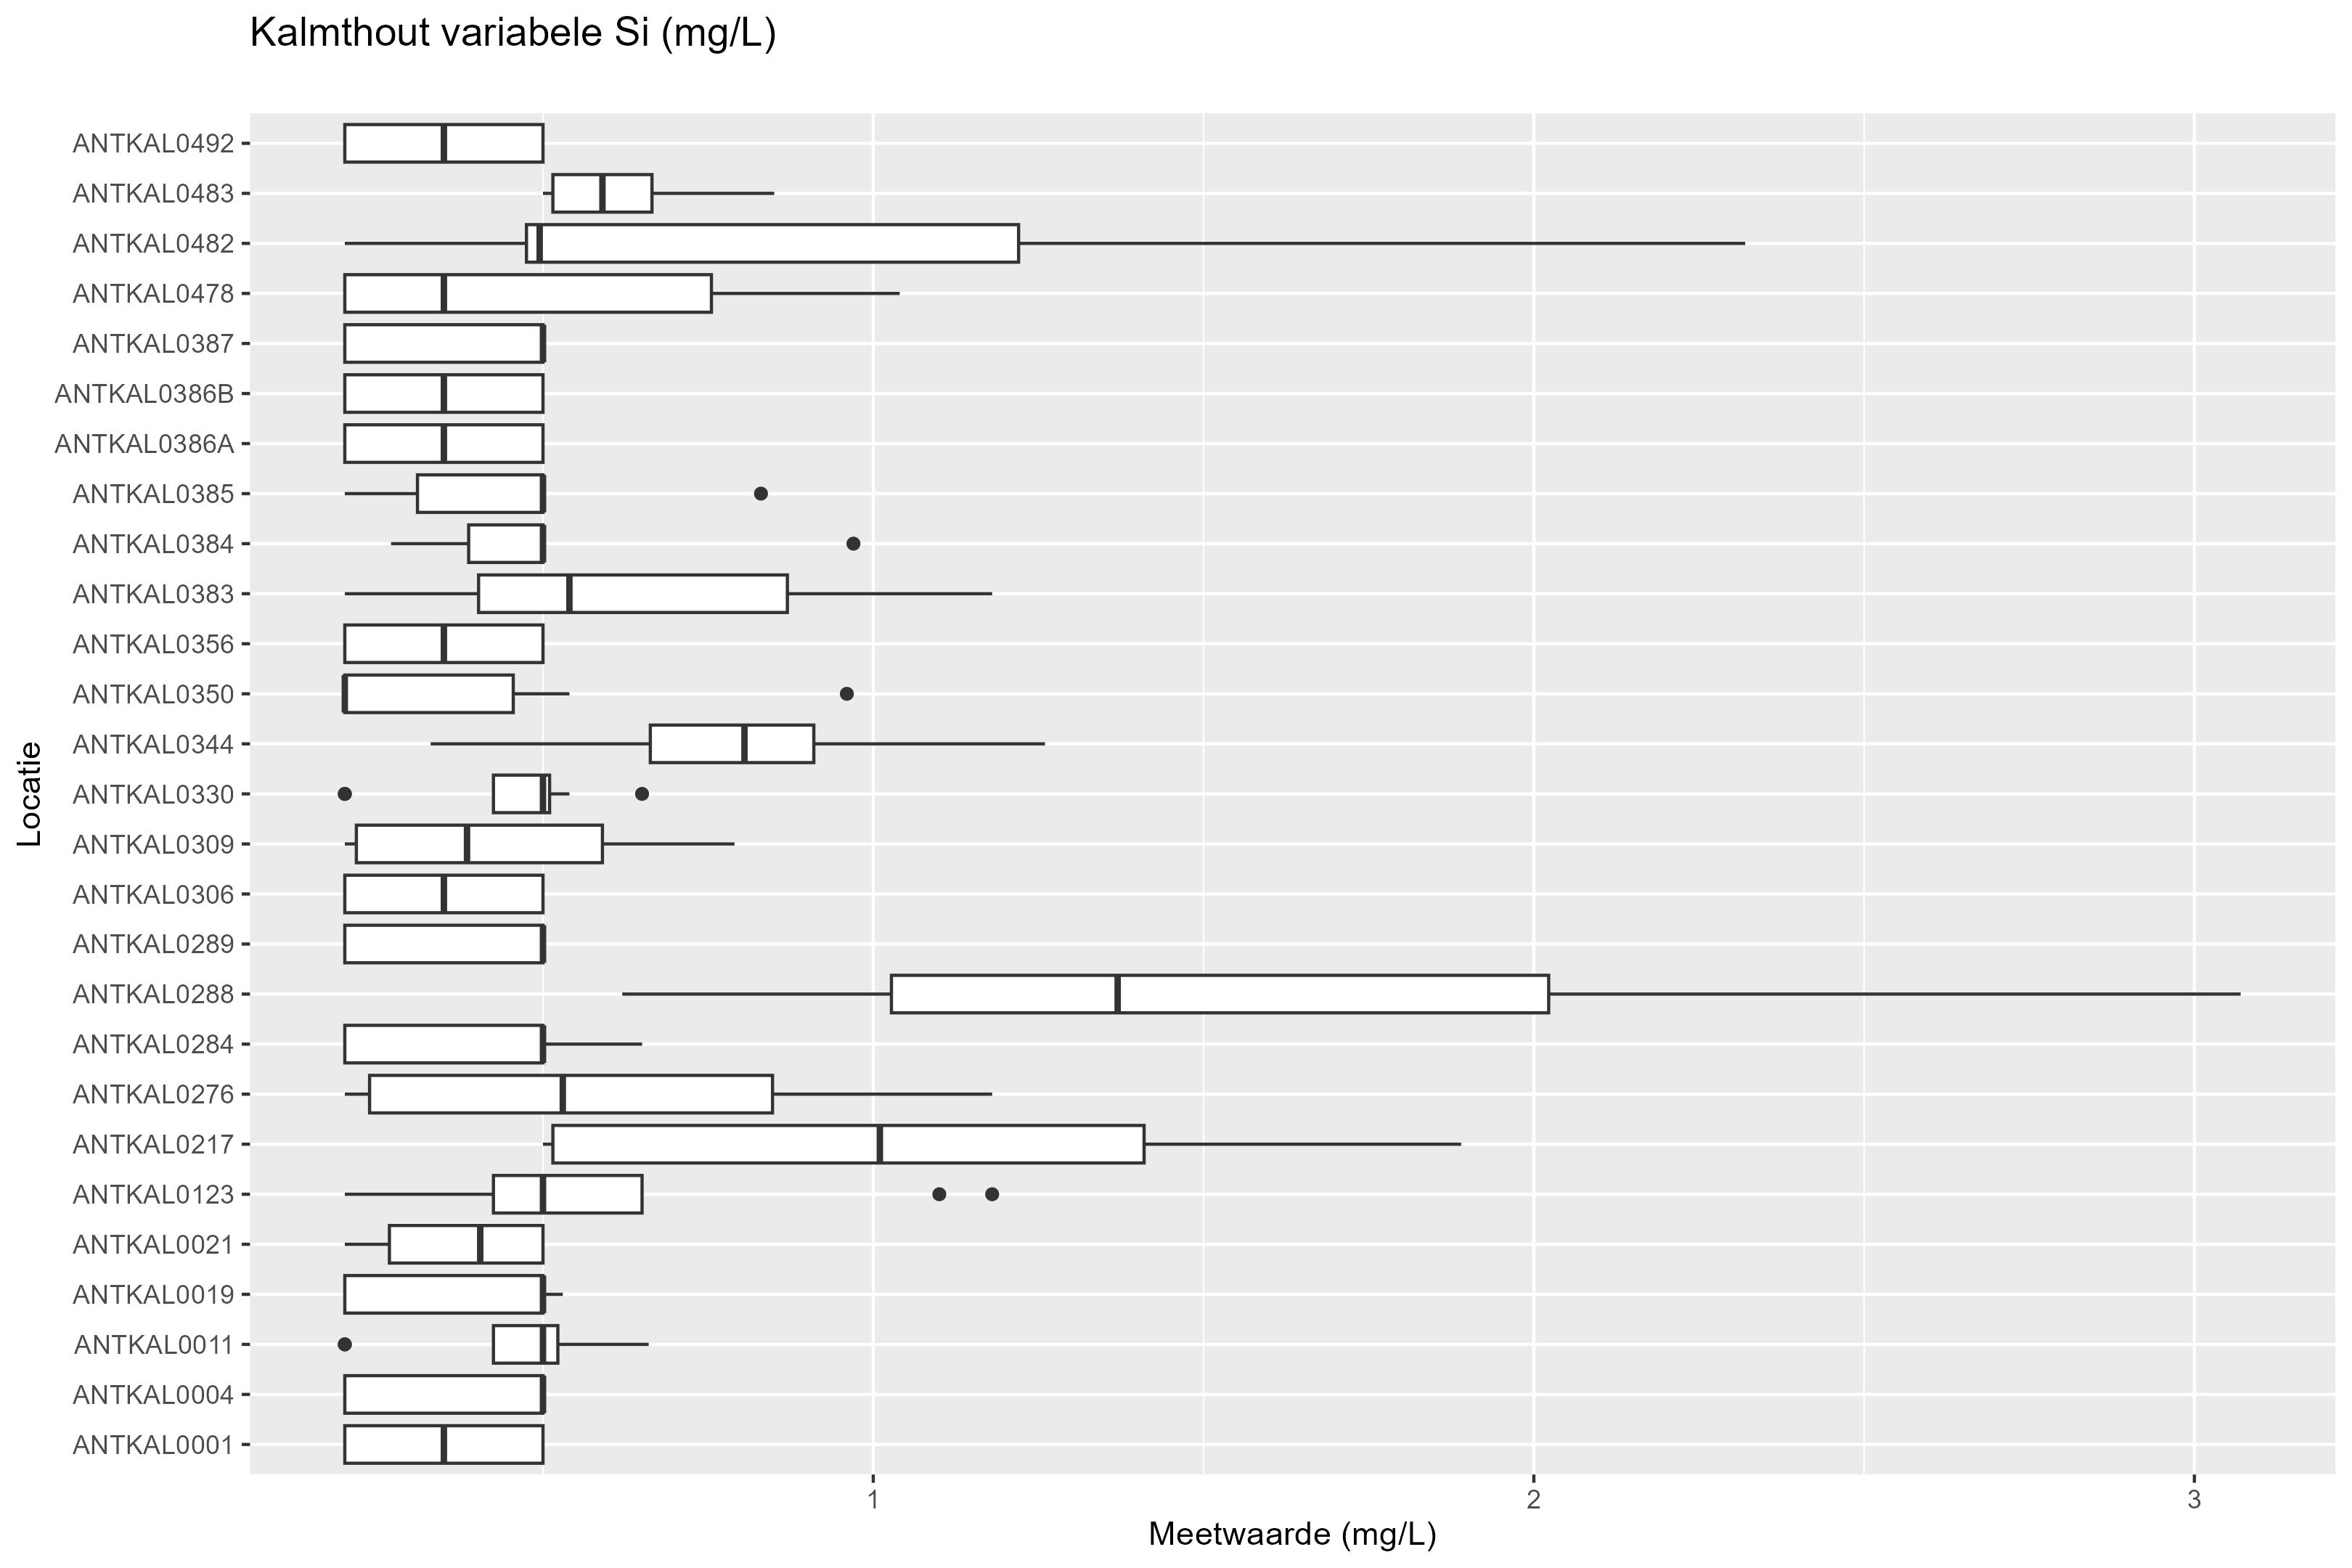 Kalmthout variabele Si (mg/L)
ANTKAL0492
ANTKAL0483
ANTKAL0482
ANTKAL0478
ANTKAL0387
ANTKAL0386B
ANTKAL0386A
ANTKAL0385
ANTKAL0384
ANTKAL0383
ANTKAL0356
ANTKAL0350
ANTKAL0344
ANTKAL0330
ANTKAL0309
ANTKAL0306
ANTKAL0289
ANTKAL0288
ANTKAL0284
ANTKAL0276
ANTKAL0217
ANTKAL0123
ANTKAL0021
ANTKAL0019
ANTKAL0011
ANTKAL0004
ANTKAL0001
Locatie
1 2 3
Meetwaarde (mg/L)